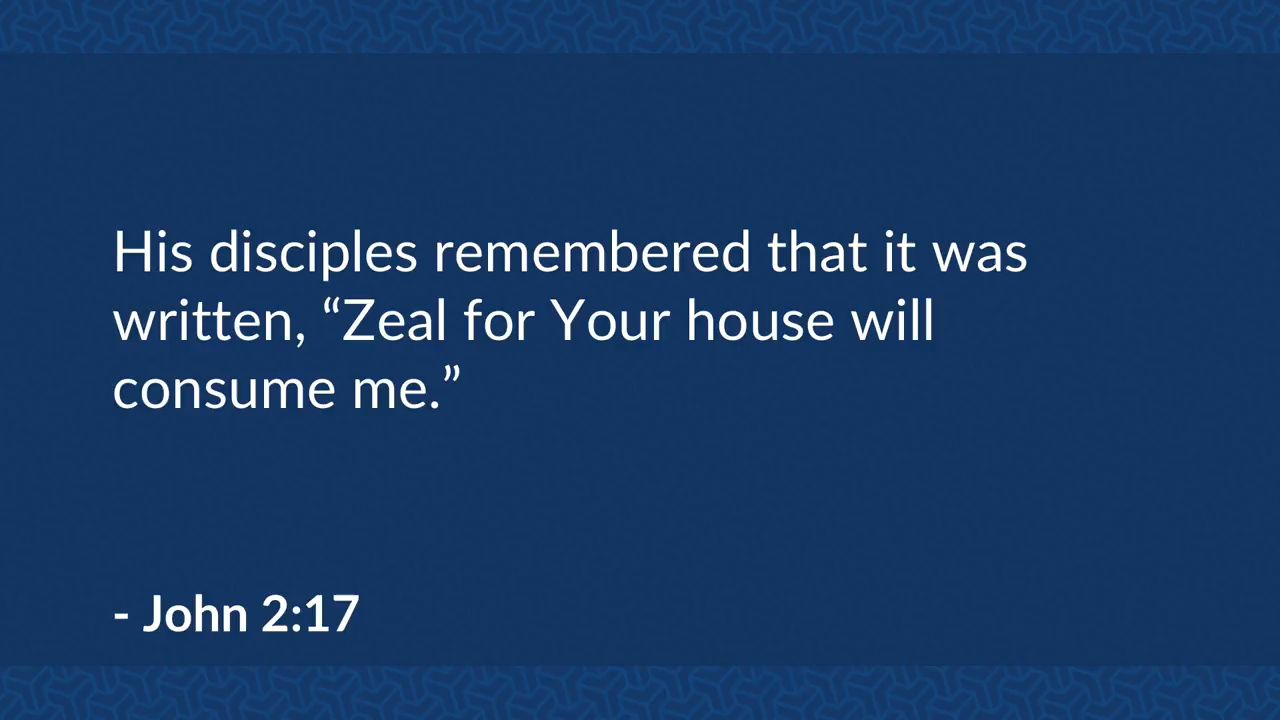 His disciples remembered that it was
written, “Zeal for Your house will
consume me.”
- John 2:17